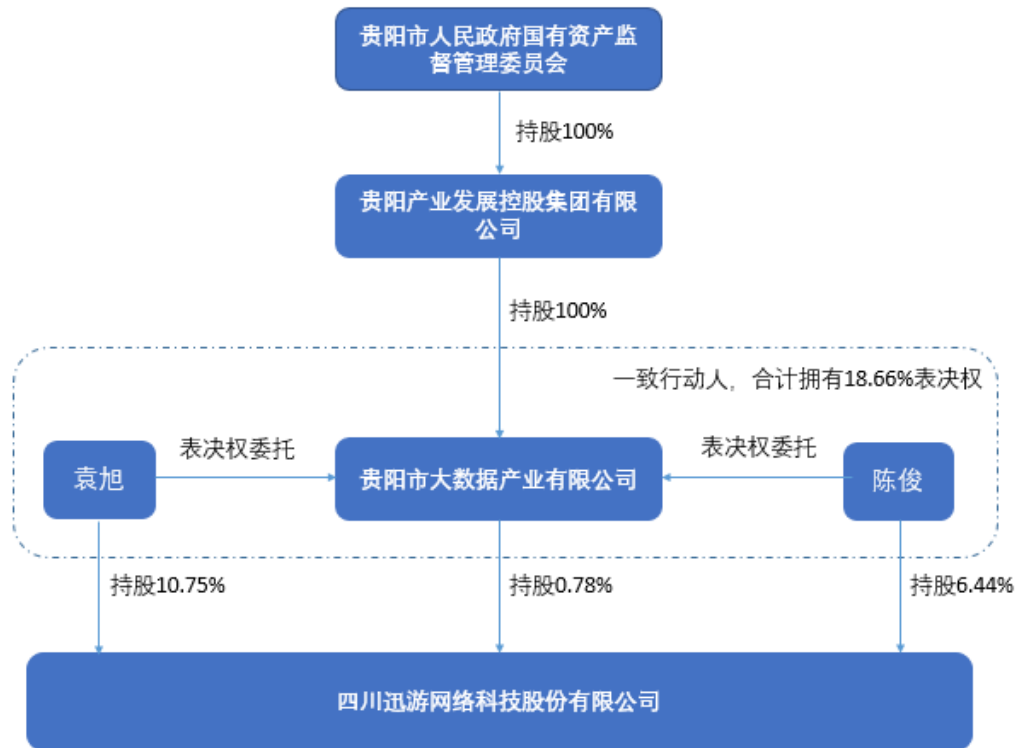 贵阳市人民政府国有资产监
督管理委员会
持股100%
贵阳产业发展控股集团有限
公司
持股100%
一致行动人，合计拥有18.66%表决权
袁旭
表决权委托
贵阳市大数据产业有限公司
表决权委托
陈俊
持股10.75%
持股0.78%
持股6.44%
四川迅游网络科技股份有限公司